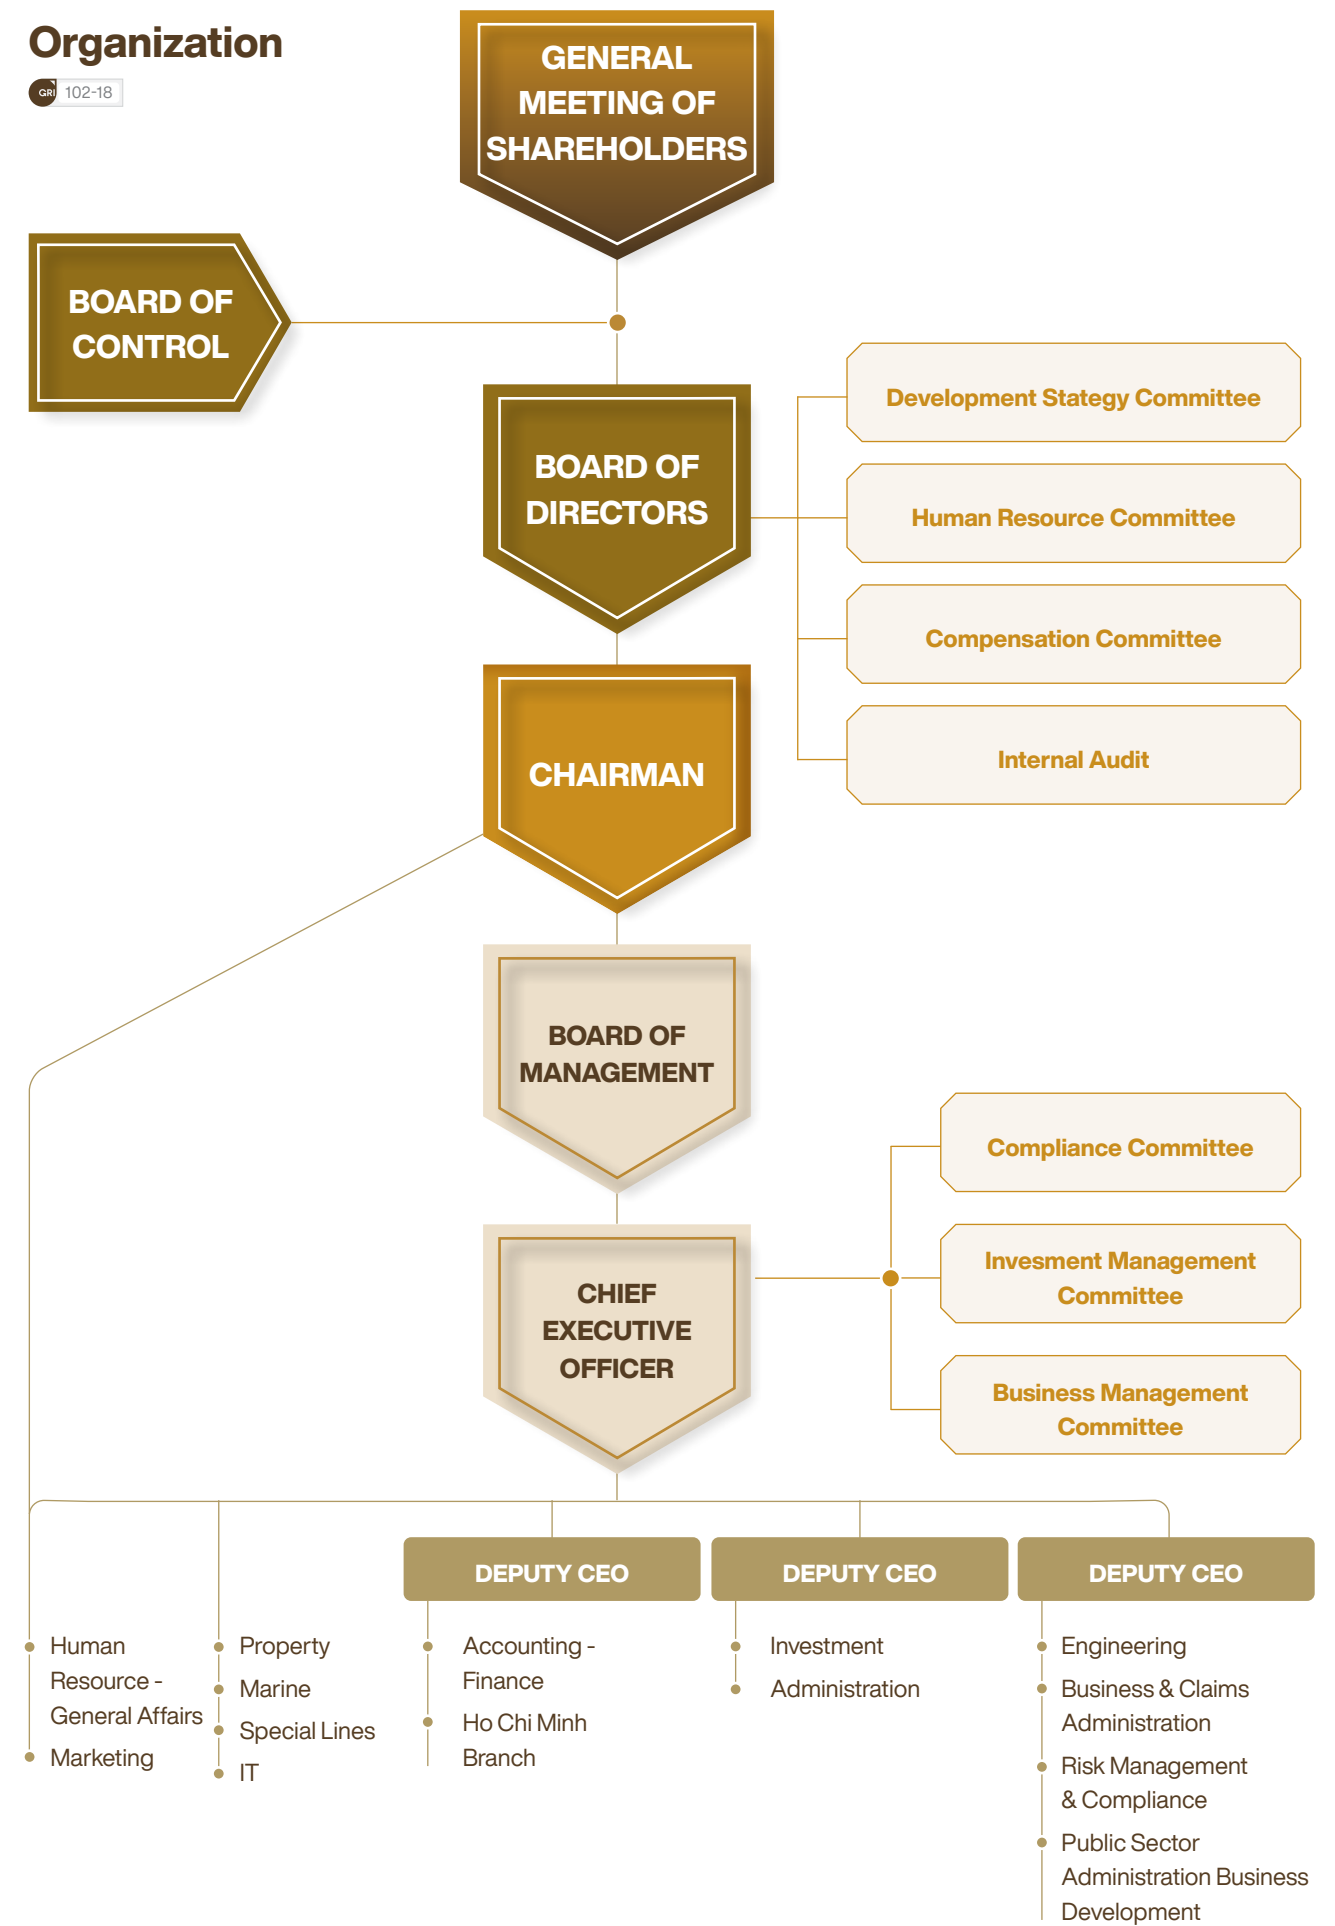 Organization
GRI 102-18
GENERAL
MEETING OF
SHAREHOLDERS
BOARD OF
CONTROL
BOARD OF
DIRECTORS
Development Stategy Committee
Human Resource Committee
Compensation Committee
Internal Audit
CHAIRMAN
BOARD OF
MANAGEMENT
CHIEF
EXECUTIVE
OFFICER
Compliance Committee
Invesment Management
Committee
Business Management
Committee
Human
Resource -
General Affairs
Marketing
Property
Marine
Special Lines
IT
DEPUTY CEO
Accounting -
Finance
Ho Chi Minh
Branch
DEPUTY CEO
Investment
Administration
DEPUTY CEO
Engineering
Business & Claims
Administration
Risk Management
& Compliance
Public Sector
Administration Business
Development